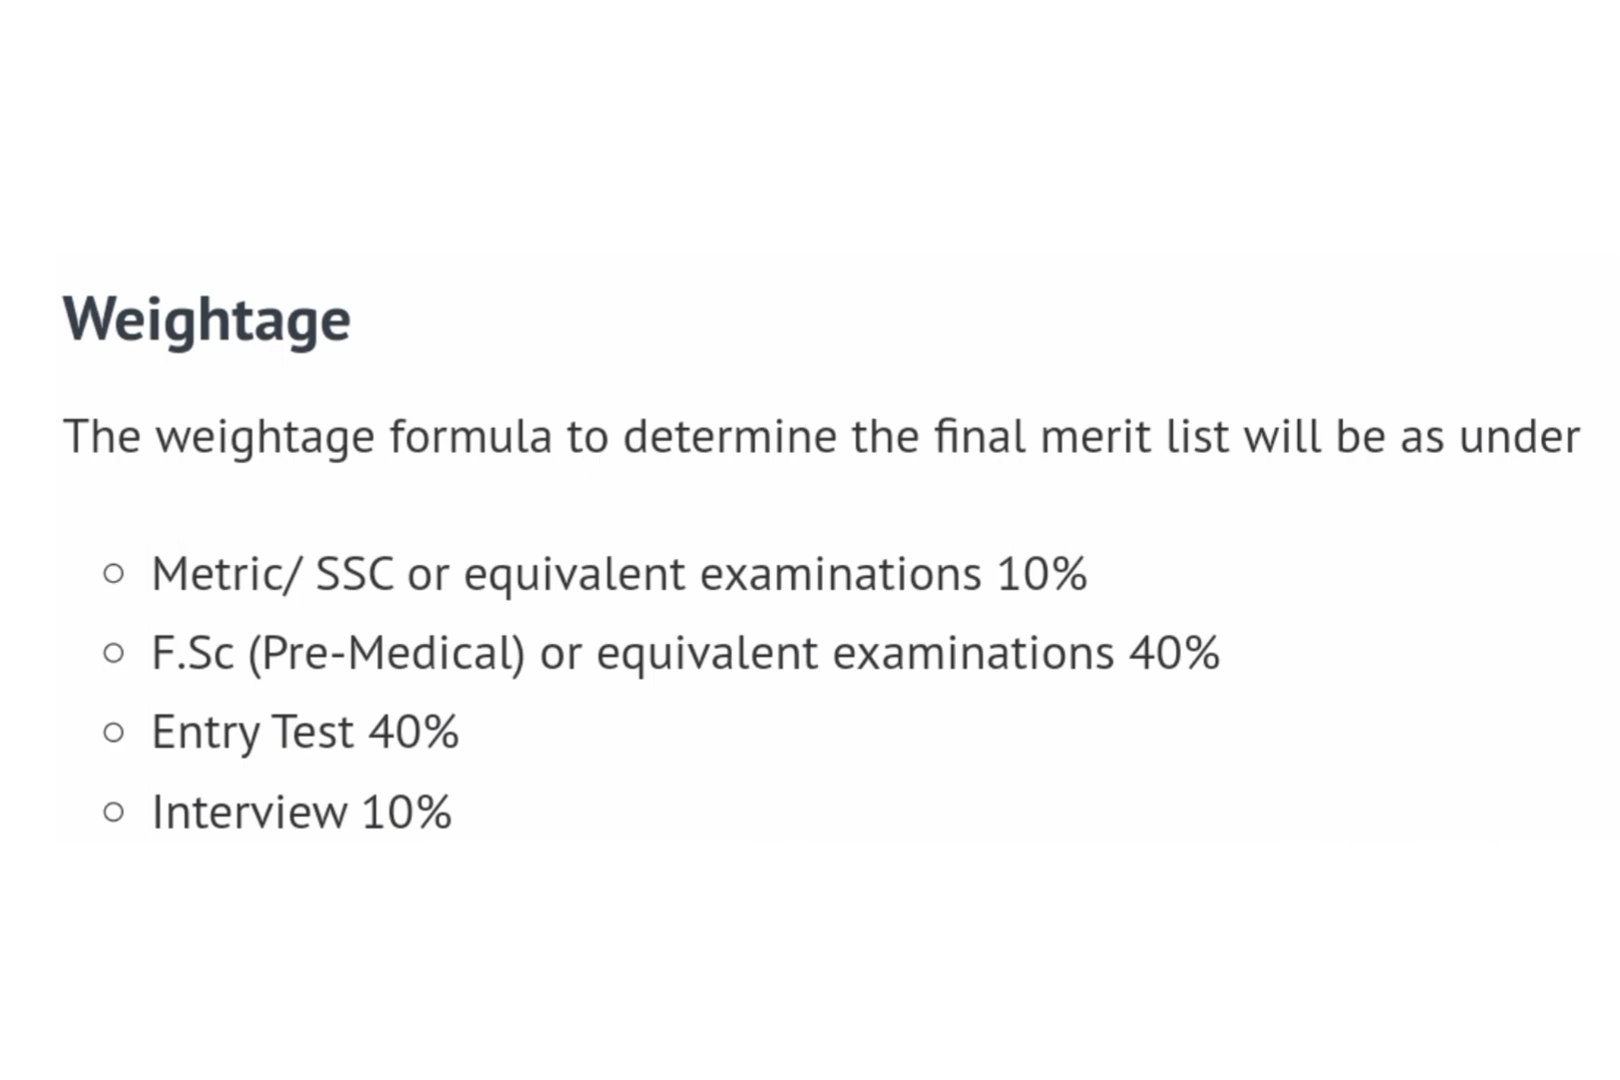 Weightage
The weightage formula to determine the final merit list will be as under
Metric/ SSC or equivalent examinations 10%
F.Sc (Pre-Medical) or equivalent examinations 40%
Entry Test 40%
Interview 10%